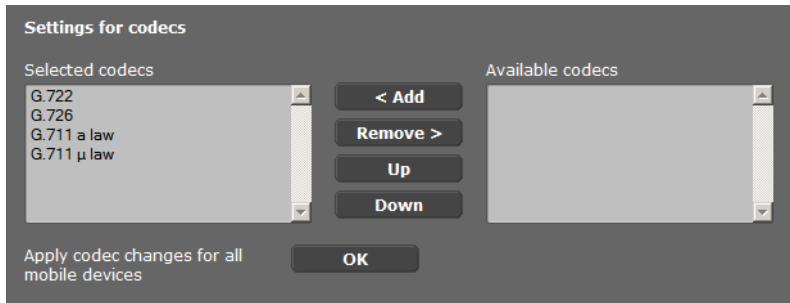 Settings for codecs
Selected codecs
Available codecs
G.722
G.726
G.711 a law
G.711 µ law
< Add
Remove >
Up
Down
Apply codec changes for all
mobile devices
OK